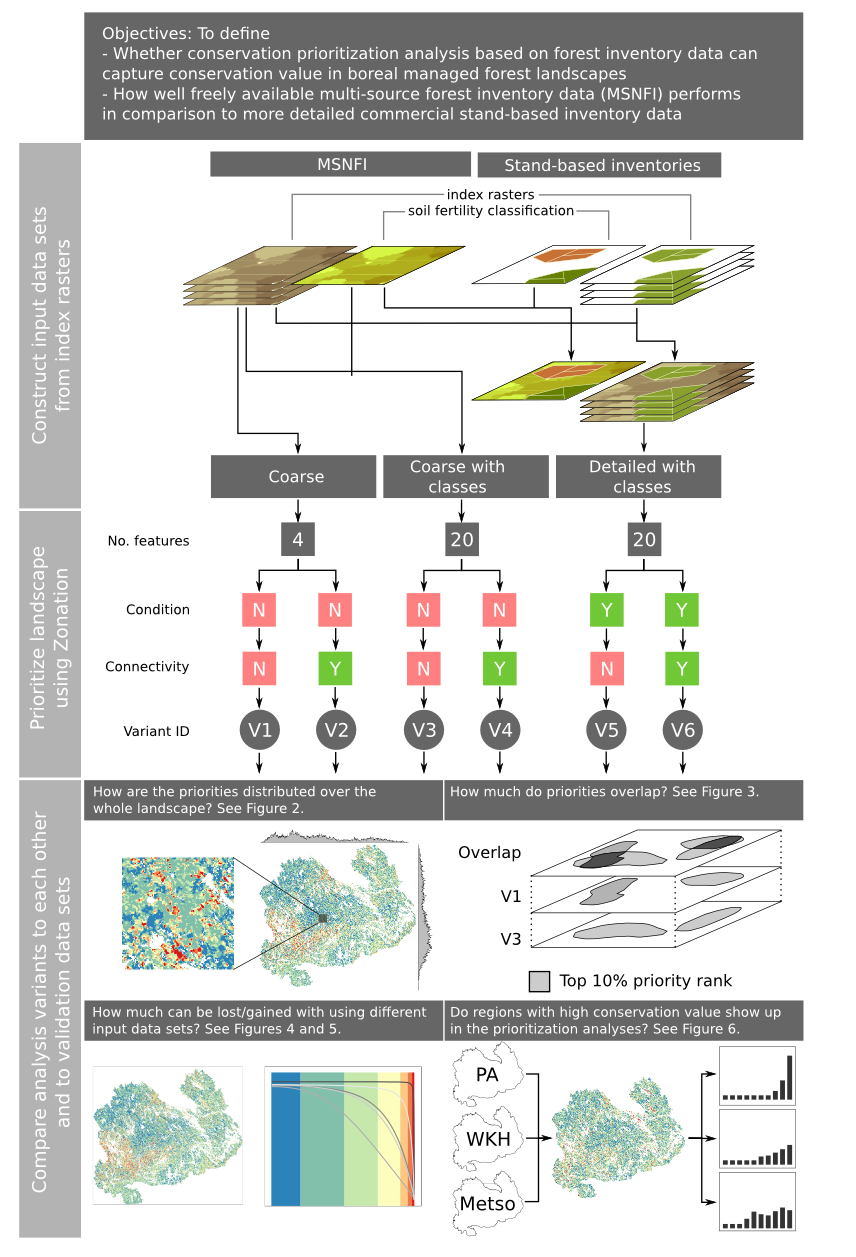 Objectives: To define
- Whether conservation prioritization analysis based on forest inventory data can
capture conservation value in boreal managed forest landscapes
- How well freely available multi-source forest inventory data (MSNFI) performs
in comparison to more detailed commercial stand-based inventory data
Construct input data sets
from index rasters
MSNFI
Stand-based inventories
index rasters
soil fertility classification
Coarse
Coarse with
classes
Detailed with
classes
Prioritize landscape
using Zonation
No. features
4
20
20
Condition
N
N
N
N
Y
Y
Connectivity
N
Y
N
Y
N
Y
Variant ID
V1
V2
V3
V4
V5
V6
Compare analysis variants to each other
and to validation data sets
How are the priorities distributed over the
whole landscape? See Figure 2.
How much do priorities overlap? See Figure 3.
Overlap
V1
V3
Top 10% priority rank
How much can be lost/gained with using different
input data sets? See Figures 4 and 5.
Do regions with high conservation value show up
in the prioritization analyses? See Figure 6.
PA
WKH
Metso